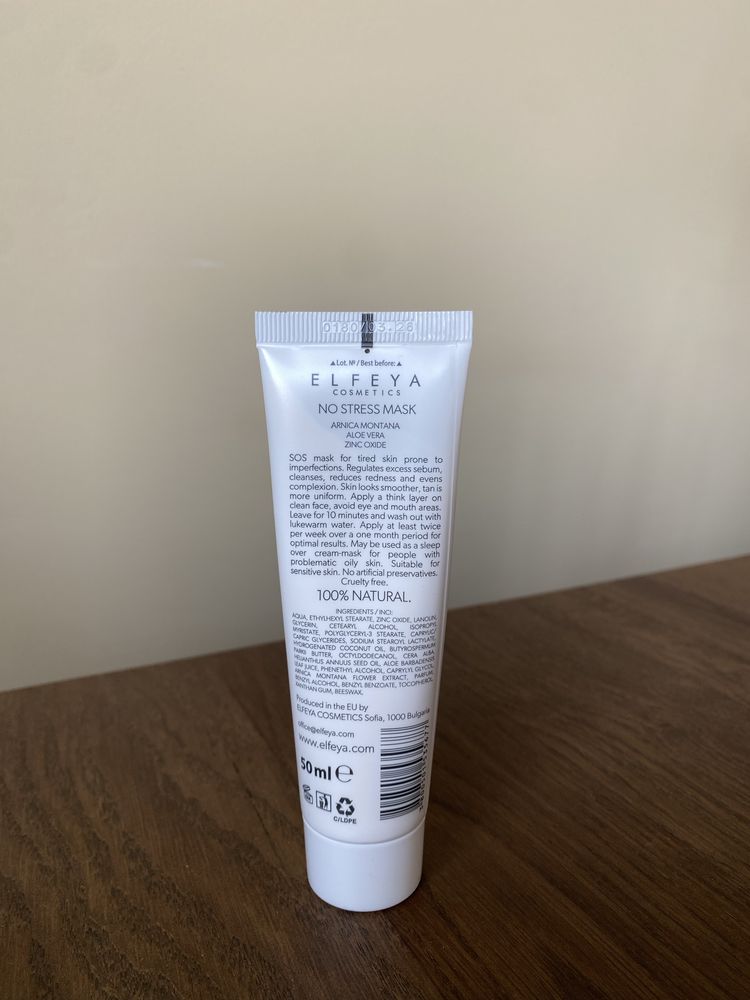 0180/03.26
▲Lot. № / Best before: ▲
ELFEYA
COSMETICS
NO STRESS MASK
ARNICA MONTANA
ALOE VERA
ZINC OXIDE
SOS mask for tired skin prone to
imperfections. Regulates excess sebum,
cleanses, reduces redness and evens
complexion. Skin looks smoother, tan is
more uniform. Apply a think layer on
clean face, avoid eye and mouth areas.
Leave for 10 minutes and wash out with
lukewarm water. Apply at least twice
per week over a one month period for
optimal results. May be used as a sleep
over cream-mask for people with
problematic oily skin. Suitable for
sensitive skin. No artificial preservatives.
Cruelty free.
100% NATURAL.
INGREDIENTS / INCI:
AQUA, ETHYLHEXYL STEARATE, ZINC OXIDE, LANOLIN,
GLYCERIN, CETEARYL ALCOHOL, ISOPROPYL
MYRISTATE, POLYGLYCERYL-3 STEARATE, CAPRYLIC/
CAPRIC GLYCERIDES, SODIUM STEAROYL LACTYLATE,
HYDROGENATED COCONUT OIL, BUTYROSPERMUM
PARKII BUTTER, OCTYLDODECANOL, CERA ALBA,
HELIANTHUS ANNUUS SEED OIL, ALOE BARBADENSIS
LEAF JUICE, PHENETHYL ALCOHOL, CAPRYLYL GLYCOL,
ARNICA MONTANA FLOWER EXTRACT, PARFUM,
BENZYL ALCOHOL, BENZYL BENZOATE, TOCOPHEROL,
XANTHAN GUM, BEESWAX.
Produced in the EU by
ELFEYA COSMETICS Sofia, 1000 Bulgaria
office@elfeya.com
www.elfeya.com
50 ml ℮
C/LDPE